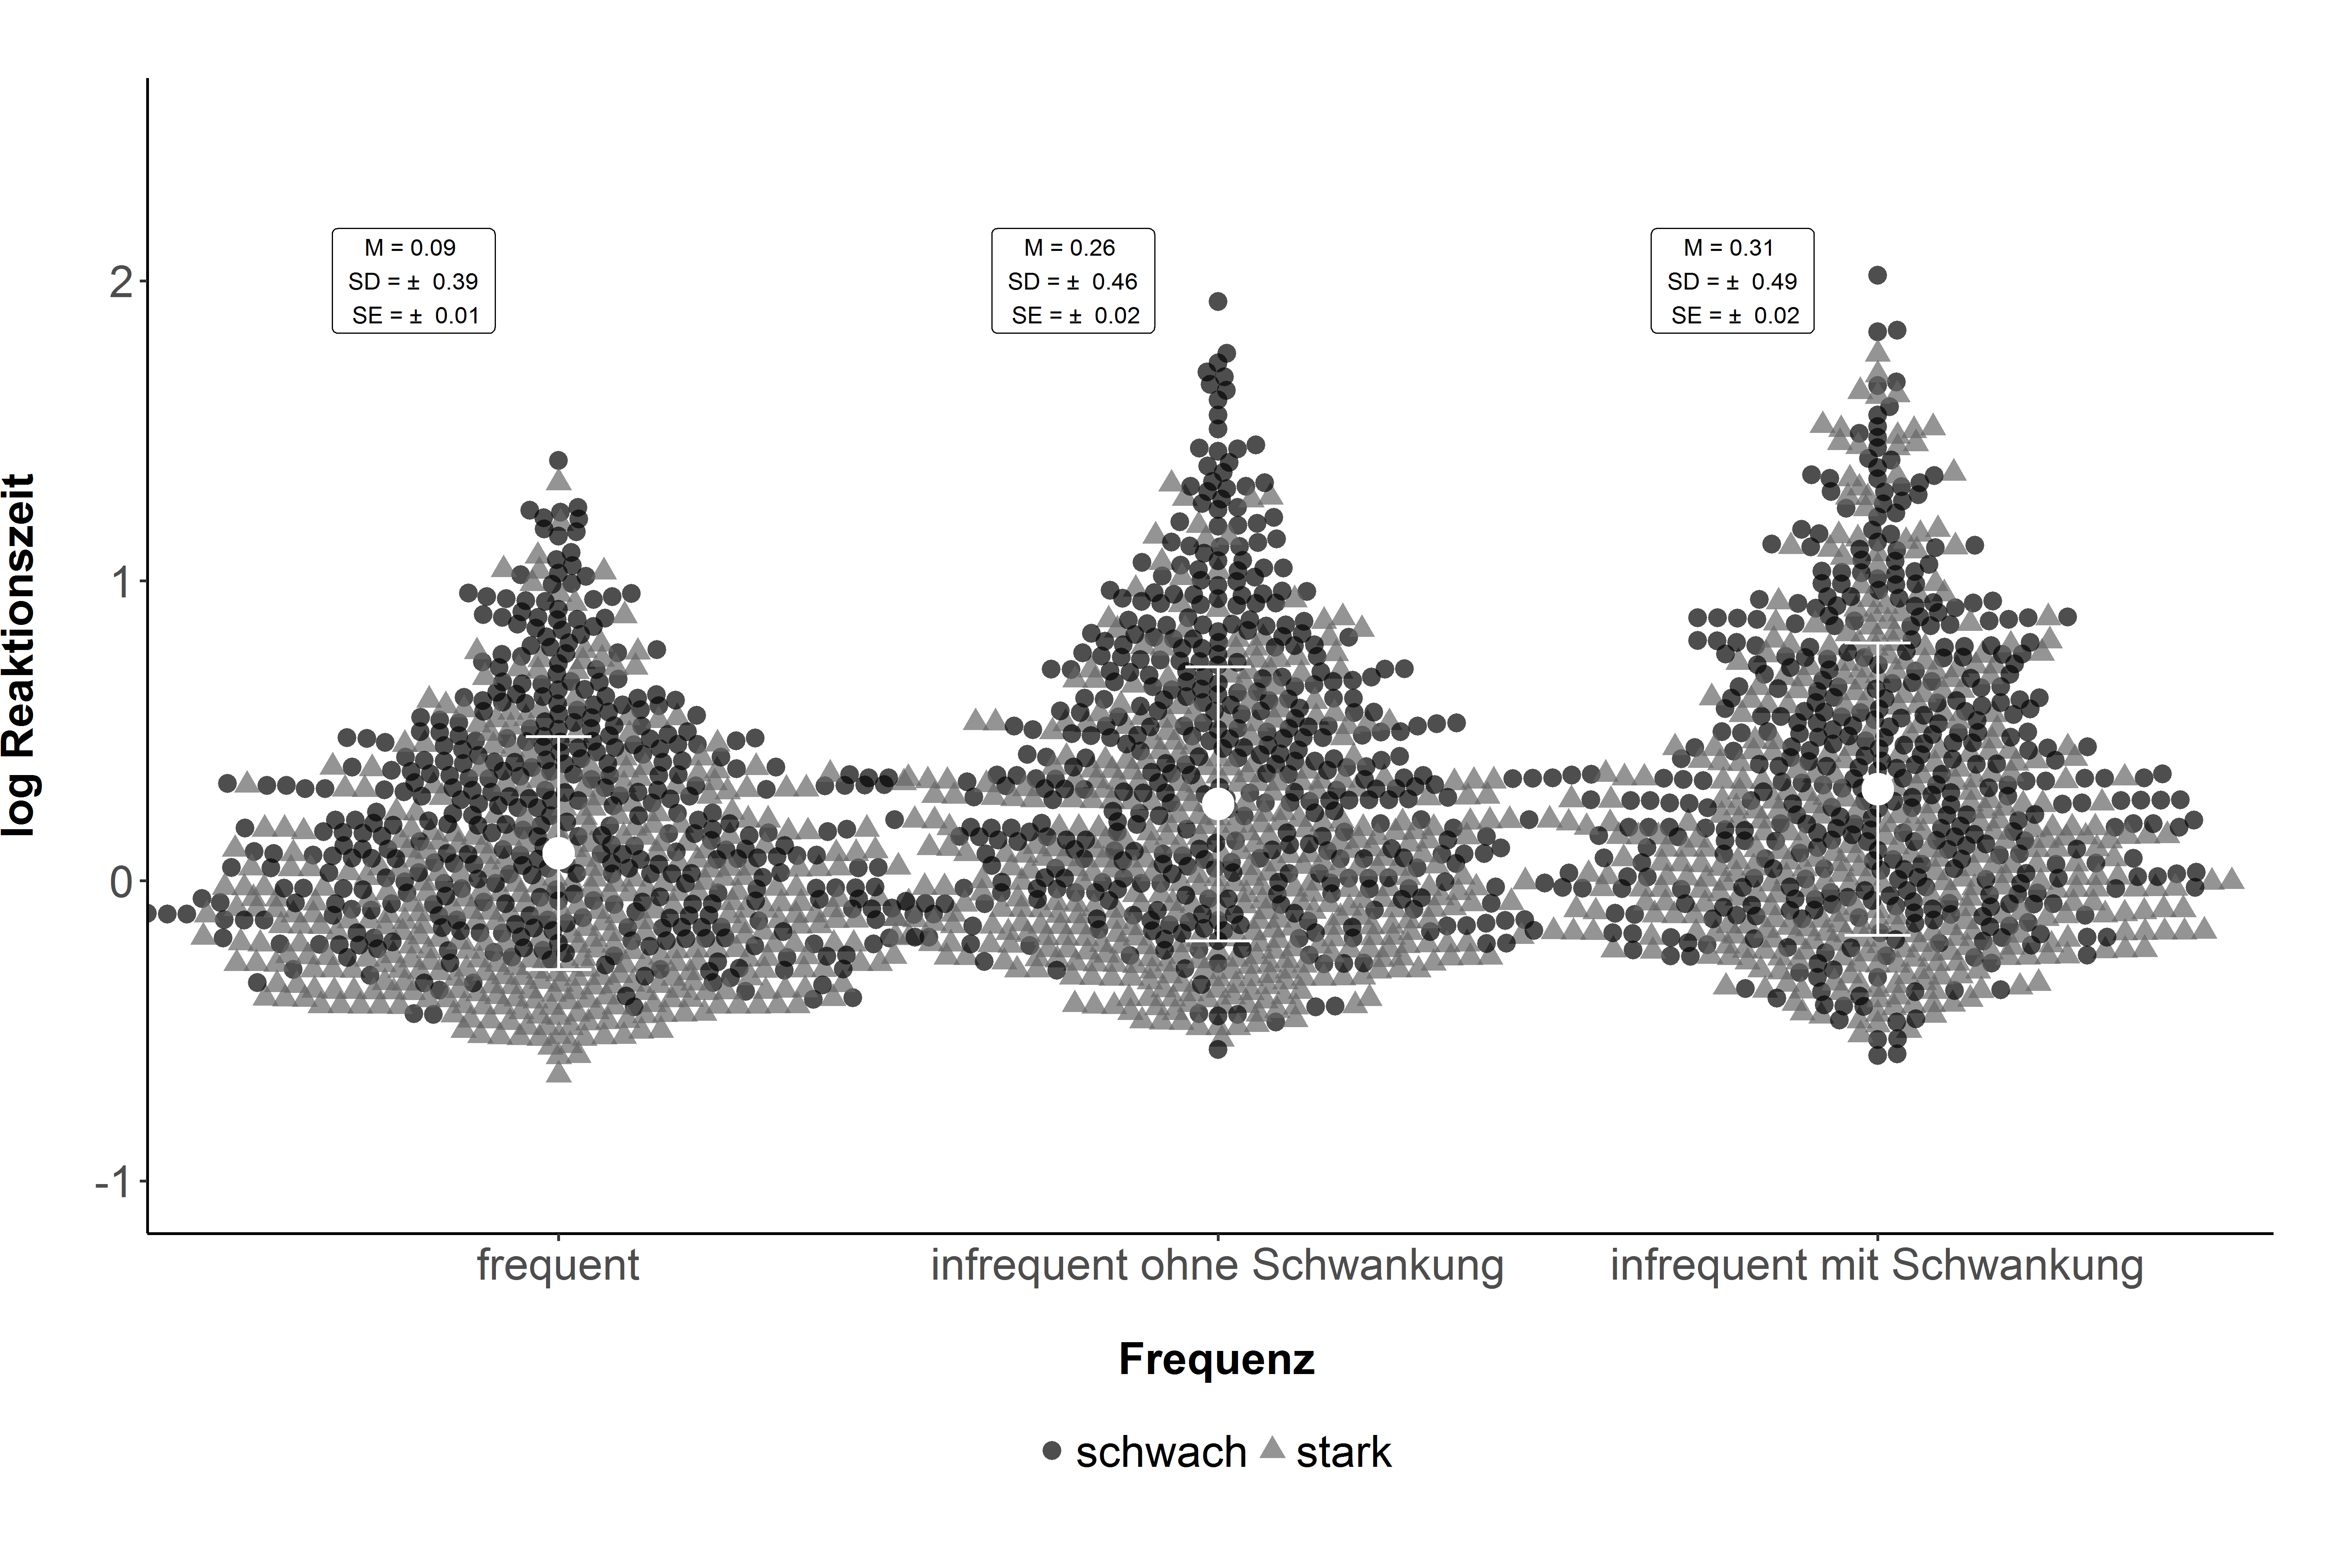 log Reaktionszeit
2
1
0
-1
M = 0.09
SD = ± 0.39
SE = ± 0.01
M = 0.26
SD = ± 0.46
SE = ± 0.02
M = 0.31
SD = ± 0.49
SE = ± 0.02
frequent
infrequent ohne Schwankung
infrequent mit Schwankung
Frequenz
schwach stark